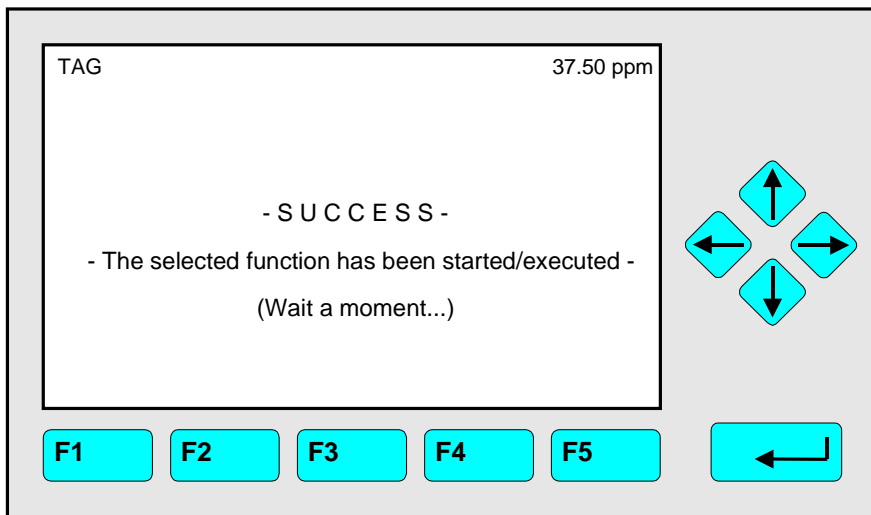 TAG 37.50 ppm
- S U C C E S S -
- The selected function has been started/executed -
(Wait a moment...)
F1 F2 F3 F4 F5